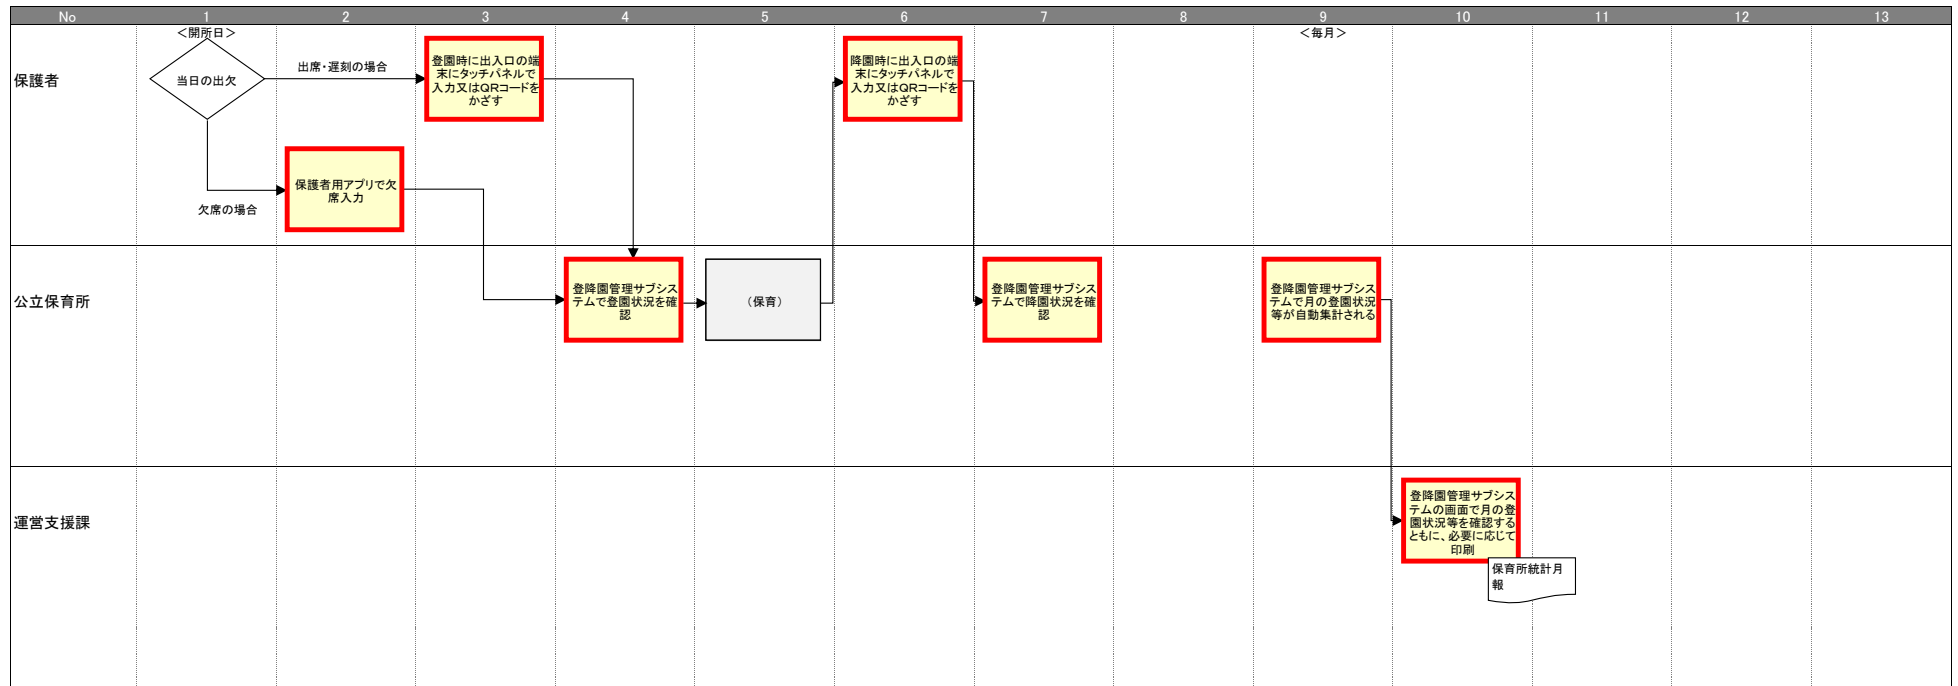 No 1 2 3 4 5 6 7 8 9 10 11 12 13
＜開所日＞
＜毎月＞
保護者
当日の出欠
出席・遅刻の場合
登園時に出入口の端
末にタッチパネルで
入力又はQRコードを
かざす
降園時に出入口の端
末にタッチパネルで
入力又はQRコードを
かざす
欠席の場合
保護者用アプリで欠
席入力
公立保育所
登降園管理サブシス
テムで登園状況を確
認
（保育）
登降園管理サブシス
テムで降園状況を確
認
登降園管理サブシス
テムで月の登園状況
等が自動集計される
運営支援課
登降園管理サブシス
テムの画面で月の登
園状況等を確認する
ともに、必要に応じて
印刷
保育所統計月
報